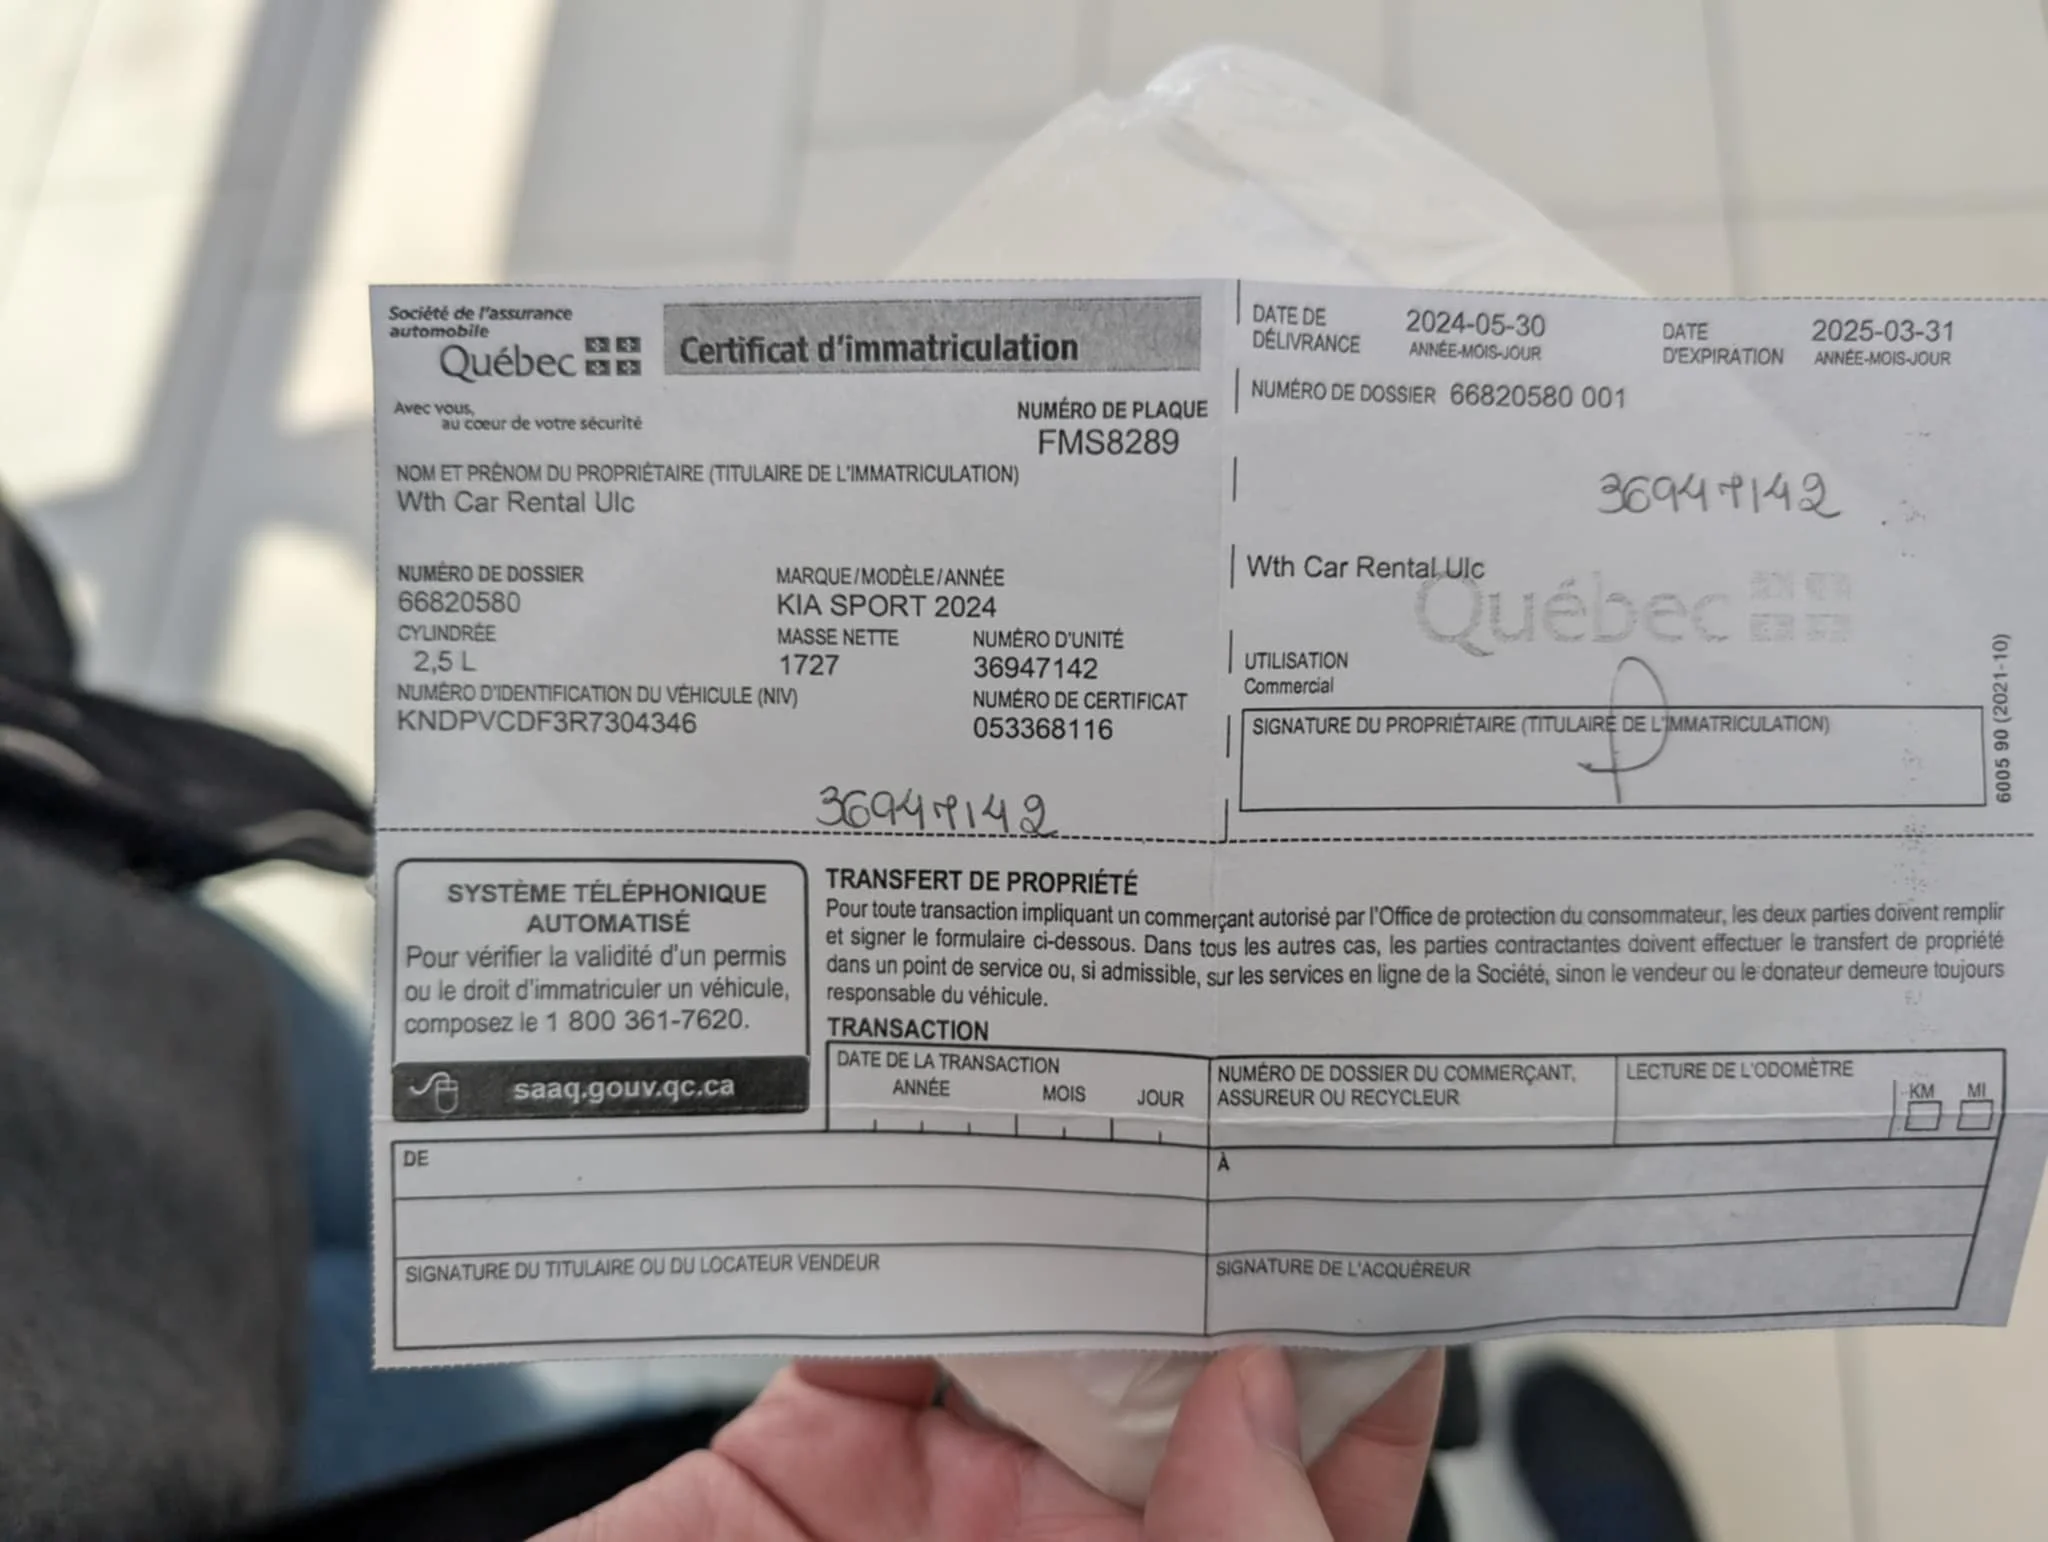 Société de l'assurance
automobile
Québec
Avec vous,
au cœur de votre sécurité
Certificat d'immatriculation
NUMÉRO DE PLAQUE
FMS8289
NOM ET PRÉNOM DU PROPRIÉTAIRE (TITULAIRE DE L'IMMATRICULATION)
Wth Car Rental Ulc
NUMÉRO DE DOSSIER
66820580
MARQUE/MODÈLE/ANNÉE
KIA SPORT 2024
CYLINDRÉE
2,5 L
MASSE NETTE
1727
NUMÉRO D'UNITÉ
36947142
NUMÉRO D'IDENTIFICATION DU VÉHICULE (NIV)
KNDPVCDF3R7304346
NUMÉRO DE CERTIFICAT
053368116
36947142
DATE DE
DÉLIVRANCE
2024-05-30
ANNÉE-MOIS-JOUR
DATE
D'EXPIRATION
2025-03-31
ANNÉE-MOIS-JOUR
NUMÉRO DE DOSSIER 66820580 001
36947142
Wth Car Rental Ulc
Québec
UTILISATION
Commercial
SIGNATURE DU PROPRIÉTAIRE (TITULAIRE DE L'IMMATRICULATION)
6005 90 (2021-10)
SYSTÈME TÉLÉPHONIQUE
AUTOMATISÉ
Pour vérifier la validité d'un permis
ou le droit d'immatriculer un véhicule,
composez le 1 800 361-7620.
saaq.gouv.qc.ca
TRANSFERT DE PROPRIÉTÉ
Pour toute transaction impliquant un commerçant autorisé par l'Office de protection du consommateur, les deux parties doivent remplir
et signer le formulaire ci-dessous. Dans tous les autres cas, les parties contractantes doivent effectuer le transfert de propriété
dans un point de service ou, si admissible, sur les services en ligne de la Société, sinon le vendeur ou le donateur demeure toujours
responsable du véhicule.
TRANSACTION
DATE DE LA TRANSACTION
ANNÉE MOIS JOUR
NUMÉRO DE DOSSIER DU COMMERÇANT,
ASSUREUR OU RECYCLEUR
LECTURE DE L'ODOMÈTRE
KM MI
DE
À
SIGNATURE DU TITULAIRE OU DU LOCATEUR VENDEUR
SIGNATURE DE L'ACQUÉREUR